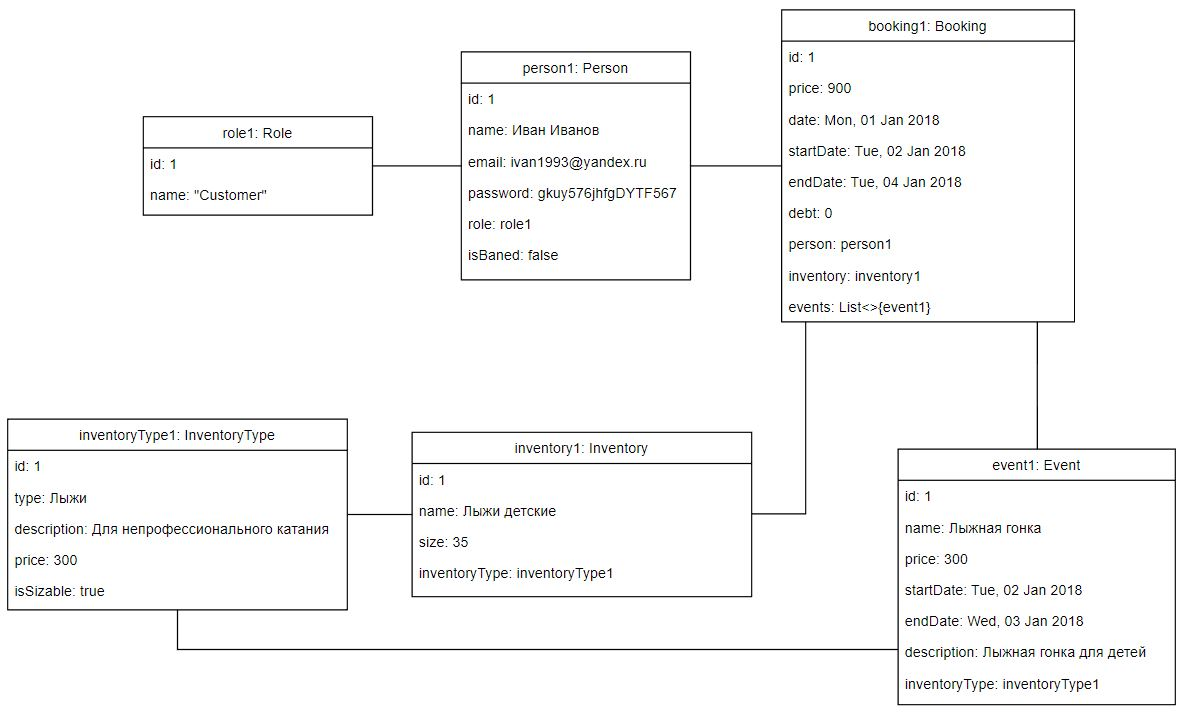 booking1: Booking
id: 1
price: 900
date: Mon, 01 Jan 2018
startDate: Tue, 02 Jan 2018
endDate: Tue, 04 Jan 2018
debt: 0
person: person1
inventory: inventory1
events: List<>{event1}
person1: Person
id: 1
name: Иван Иванов
email: ivan1993@yandex.ru
password: gkuy576jhfgDYTF567
role: role1
isBaned: false
role1: Role
id: 1
name: "Customer"
inventoryType1: InventoryType
id: 1
type: Лыжи
description: Для непрофессионального катания
price: 300
isSizable: true
inventory1: Inventory
id: 1
name: Лыжи детские
size: 35
inventoryType: inventoryType1
event1: Event
id: 1
name: Лыжная гонка
price: 300
startDate: Tue, 02 Jan 2018
endDate: Wed, 03 Jan 2018
description: Лыжная гонка для детей
inventoryType: inventoryType1